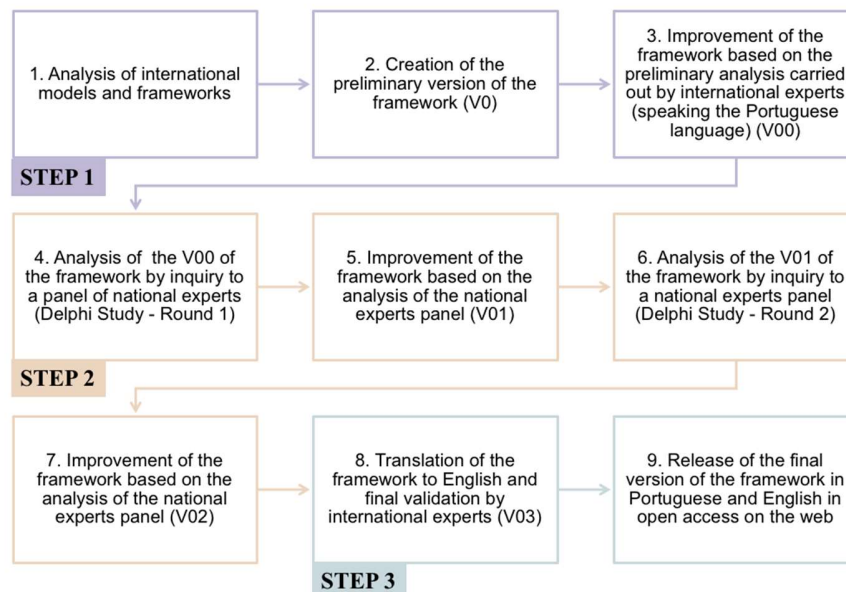 1. Analysis of international
models and frameworks
2. Creation of the
preliminary version of the
framework (V0)
3. Improvement of the
framework based on the
preliminary analysis carried
out by international experts
(speaking the Portuguese
language) (V00)
STEP 1
4. Analysis of the V00 of
the framework by inquiry to
a panel of national experts
(Delphi Study - Round 1)
5. Improvement of the
framework based on the
analysis of the national
experts panel (V01)
6. Analysis of the V01 of
the framework by inquiry to
a national experts panel
(Delphi Study - Round 2)
STEP 2
7. Improvement of the
framework based on the
analysis of the national
experts panel (V02)
8. Translation of the
framework to English and
final validation by
international experts (V03)
9. Release of the final
version of the framework in
Portuguese and English in
open access on the web
STEP 3